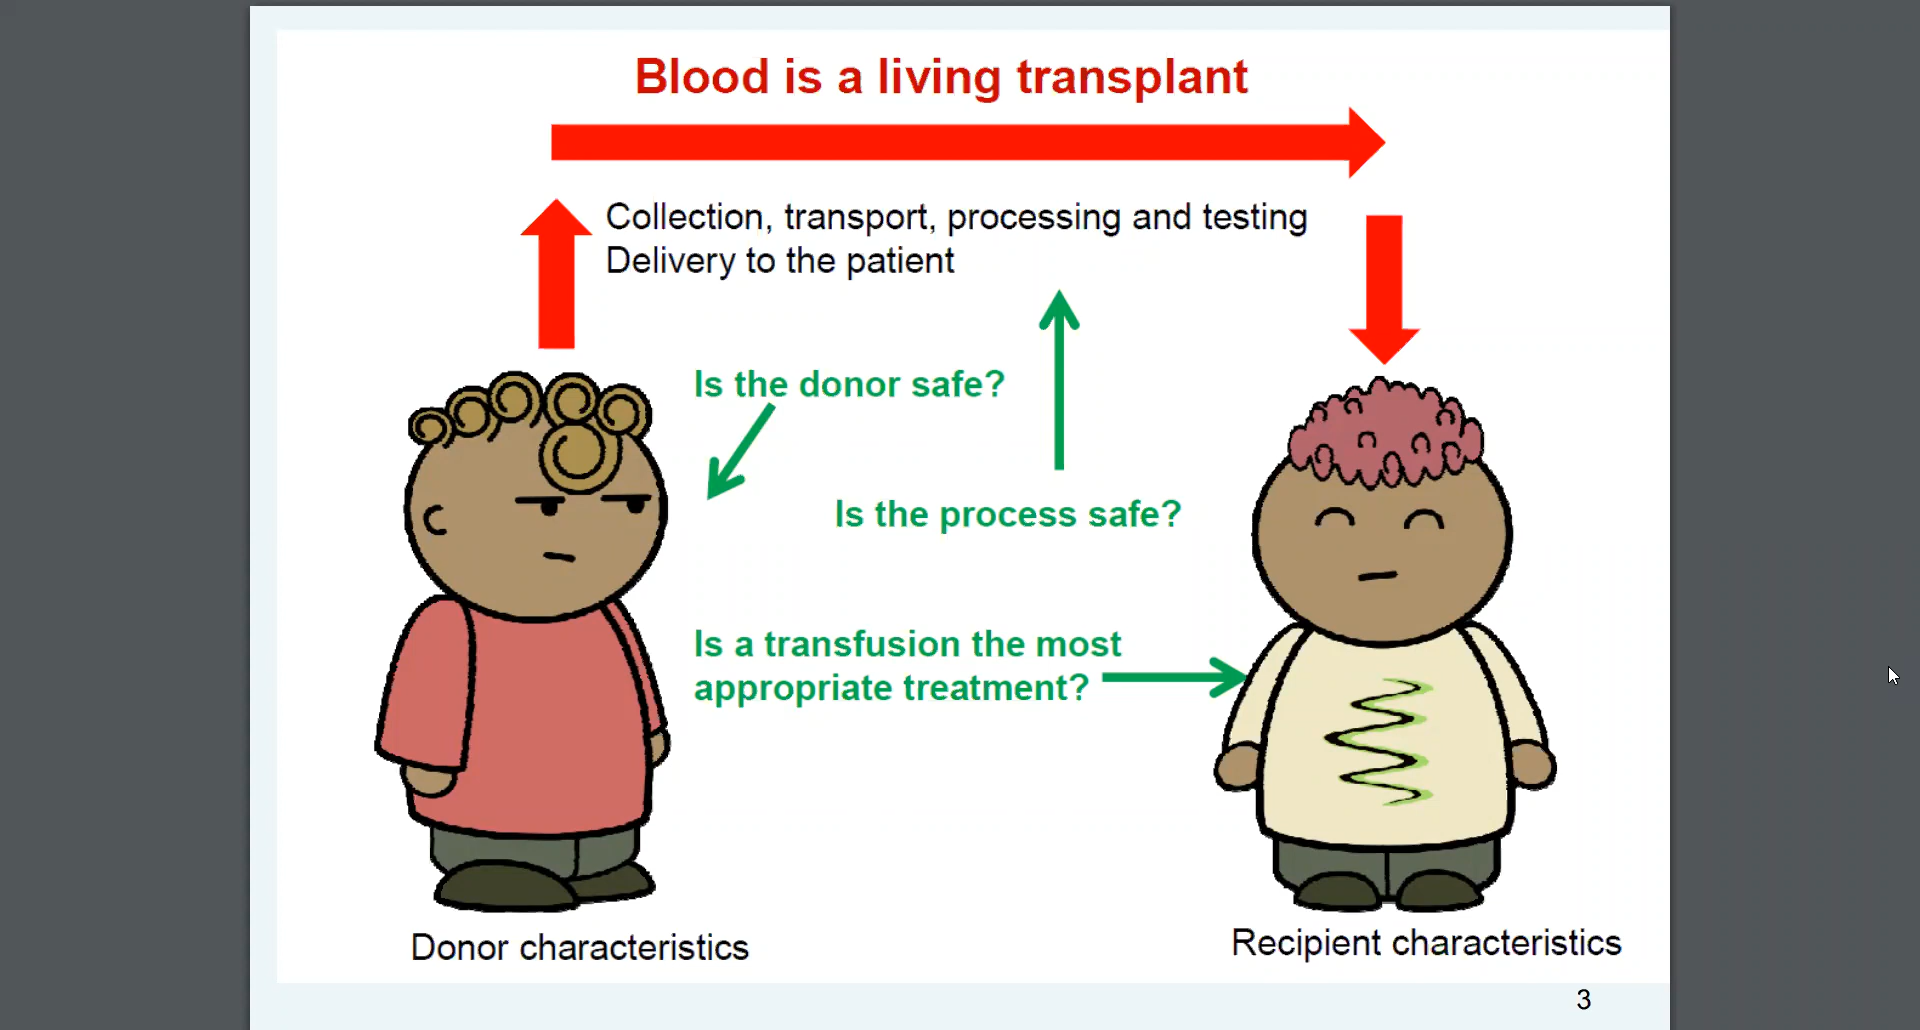 Blood is a living transplant
Collection, transport, processing and testing
Delivery to the patient
Is the donor safe?
Is the process safe?
Is a transfusion the most
appropriate treatment?
Donor characteristics
Recipient characteristics
3